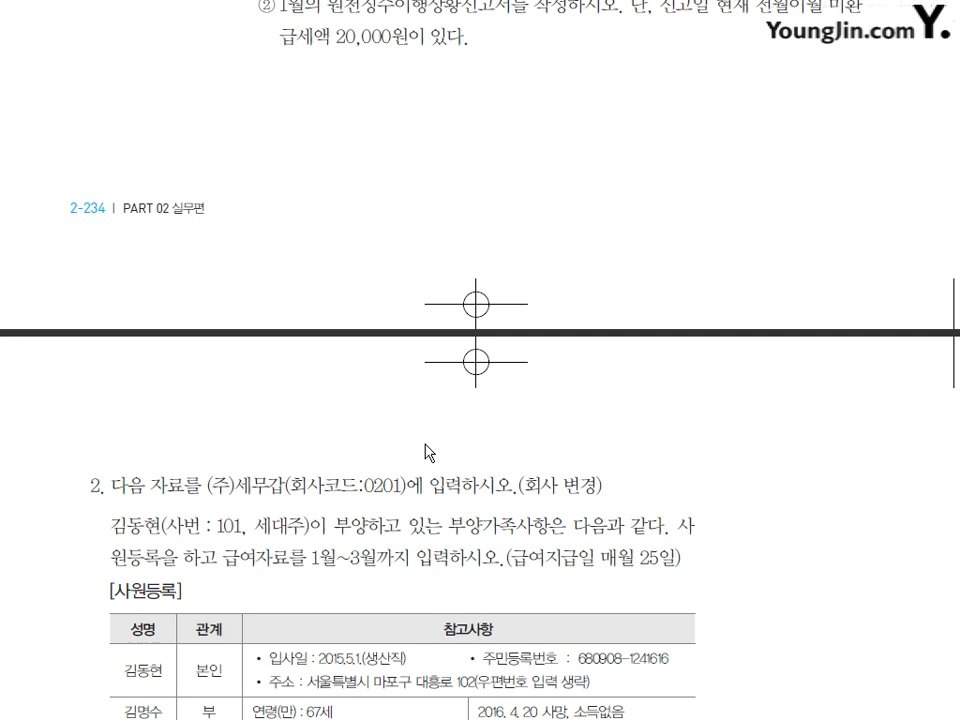 ② 1월의 원천징수이행상황신고서를 작성하시오. 단, 신고일 현재 전월이월 미환
급세액 20,000원이 있다.
YoungJin.com Y.
2-234 | PART 02 실무편
2. 다음 자료를 (주)세무갑(회사코드:0201)에 입력하시오.(회사 변경)
김동현(사번 : 101, 세대주)이 부양하고 있는 부양가족사항은 다음과 같다. 사
원등록을 하고 급여자료를 1월~3월까지 입력하시오.(급여지급일 매월 25일)
[사원등록]
성명 관계 참고사항
김동현 본인 • 입사일 : 2015.5.1.(생산직) • 주민등록번호 : 680908-1241616
• 주소 : 서울특별시 마포구 대흥로 102(우편번호 입력 생략)
김명수 부 연령(만) : 67세 2016. 4. 20 사망, 소득없음